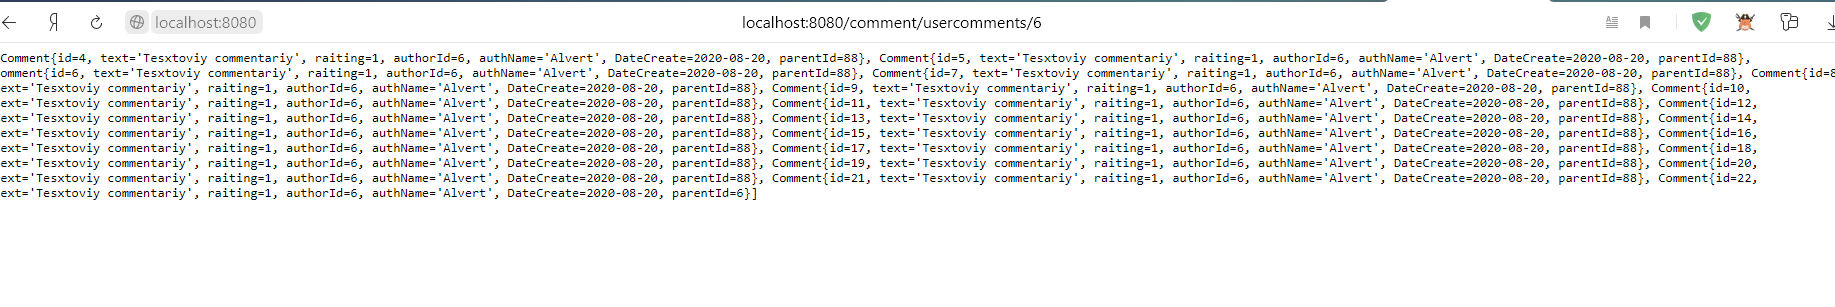 Я localhost:8080 localhost:8080/comment/usercomments/6
Comment{id=4, text='Tesxtoviy commentariy', raiting=1, authorId=6, authName='Alvert', DateCreate=2020-08-20, parentId=88}, Comment{id=5, text='Tesxtoviy commentariy', raiting=1, authorId=6, authName='Alvert', DateCreate=2020-08-20, parentId=88},
omment{id=6, text='Tesxtoviy commentariy', raiting=1, authorId=6, authName='Alvert', DateCreate=2020-08-20, parentId=88}, Comment{id=7, text='Tesxtoviy commentariy', raiting=1, authorId=6, authName='Alvert', DateCreate=2020-08-20, parentId=88}, Comment{id=8
ext='Tesxtoviy commentariy', raiting=1, authorId=6, authName='Alvert', DateCreate=2020-08-20, parentId=88}, Comment{id=9, text='Tesxtoviy commentariy', raiting=1, authorId=6, authName='Alvert', DateCreate=2020-08-20, parentId=88}, Comment{id=10,
ext='Tesxtoviy commentariy', raiting=1, authorId=6, authName='Alvert', DateCreate=2020-08-20, parentId=88}, Comment{id=11, text='Tesxtoviy commentariy', raiting=1, authorId=6, authName='Alvert', DateCreate=2020-08-20, parentId=88}, Comment{id=12,
ext='Tesxtoviy commentariy', raiting=1, authorId=6, authName='Alvert', DateCreate=2020-08-20, parentId=88}, Comment{id=13, text='Tesxtoviy commentariy', raiting=1, authorId=6, authName='Alvert', DateCreate=2020-08-20, parentId=88}, Comment{id=14,
ext='Tesxtoviy commentariy', raiting=1, authorId=6, authName='Alvert', DateCreate=2020-08-20, parentId=88}, Comment{id=15, text='Tesxtoviy commentariy', raiting=1, authorId=6, authName='Alvert', DateCreate=2020-08-20, parentId=88}, Comment{id=16,
ext='Tesxtoviy commentariy', raiting=1, authorId=6, authName='Alvert', DateCreate=2020-08-20, parentId=88}, Comment{id=17, text='Tesxtoviy commentariy', raiting=1, authorId=6, authName='Alvert', DateCreate=2020-08-20, parentId=88}, Comment{id=18,
ext='Tesxtoviy commentariy', raiting=1, authorId=6, authName='Alvert', DateCreate=2020-08-20, parentId=88}, Comment{id=19, text='Tesxtoviy commentariy', raiting=1, authorId=6, authName='Alvert', DateCreate=2020-08-20, parentId=88}, Comment{id=20,
ext='Tesxtoviy commentariy', raiting=1, authorId=6, authName='Alvert', DateCreate=2020-08-20, parentId=88}, Comment{id=21, text='Tesxtoviy commentariy', raiting=1, authorId=6, authName='Alvert', DateCreate=2020-08-20, parentId=88}, Comment{id=22,
ext='Tesxtoviy commentariy', raiting=1, authorId=6, authName='Alvert', DateCreate=2020-08-20, parentId=6}]